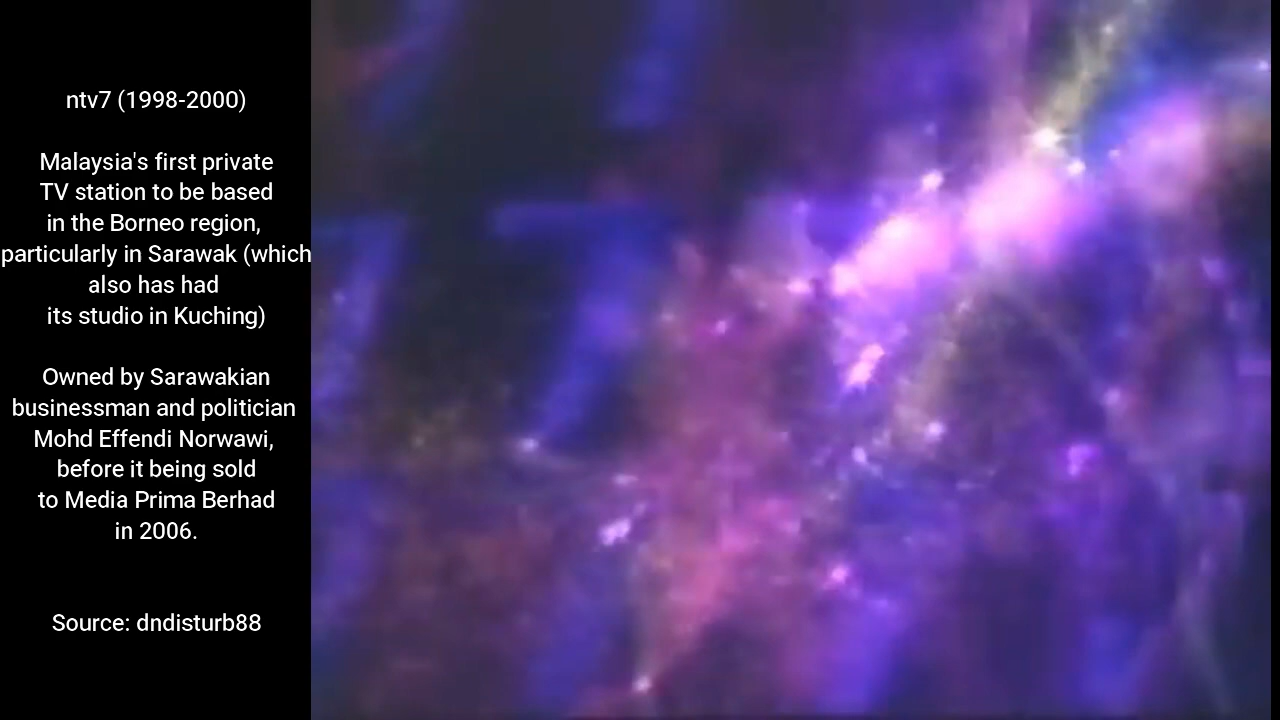 ntv7 (1998-2000)
Malaysia's first private
TV station to be based
in the Borneo region,
particularly in Sarawak (which
also has had
its studio in Kuching)
Owned by Sarawakian
businessman and politician
Mohd Effendi Norwawi,
before it being sold
to Media Prima Berhad
in 2006.
Source: dndisturb88